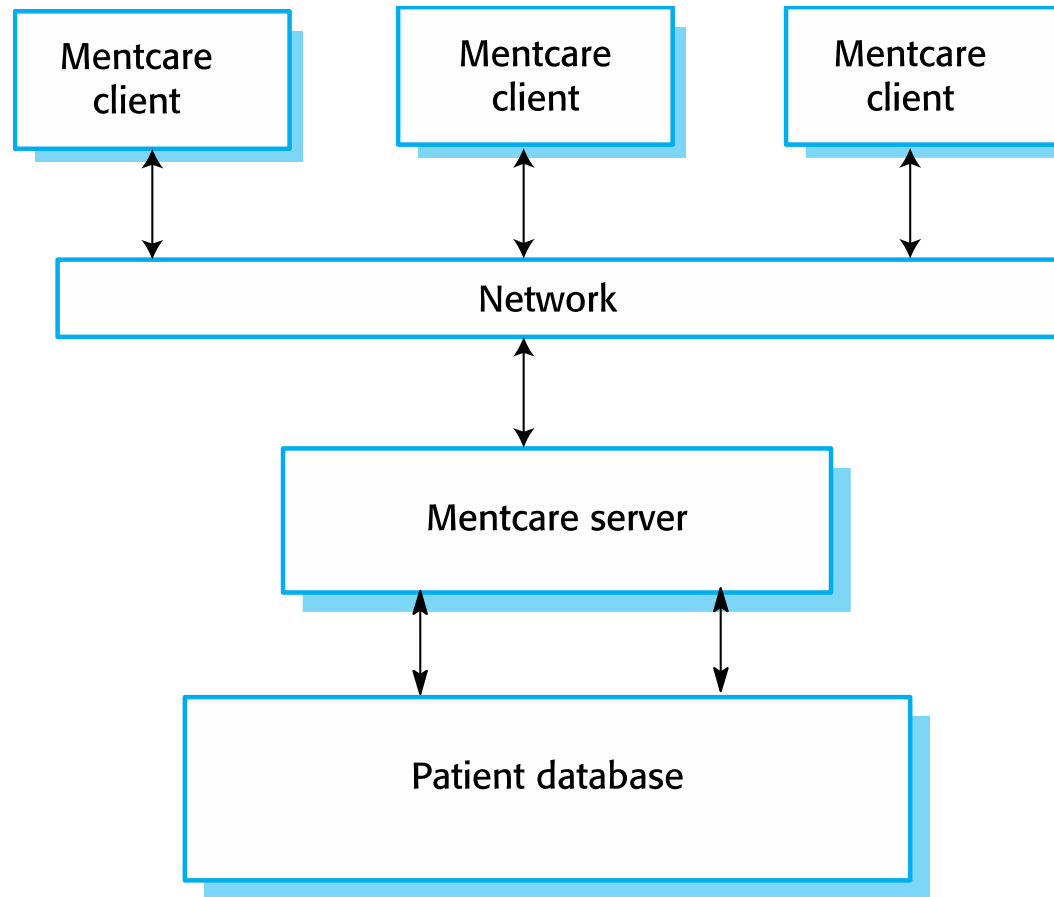 Mentcare
client
Mentcare
client
Mentcare
client
Network
Mentcare server
Patient database